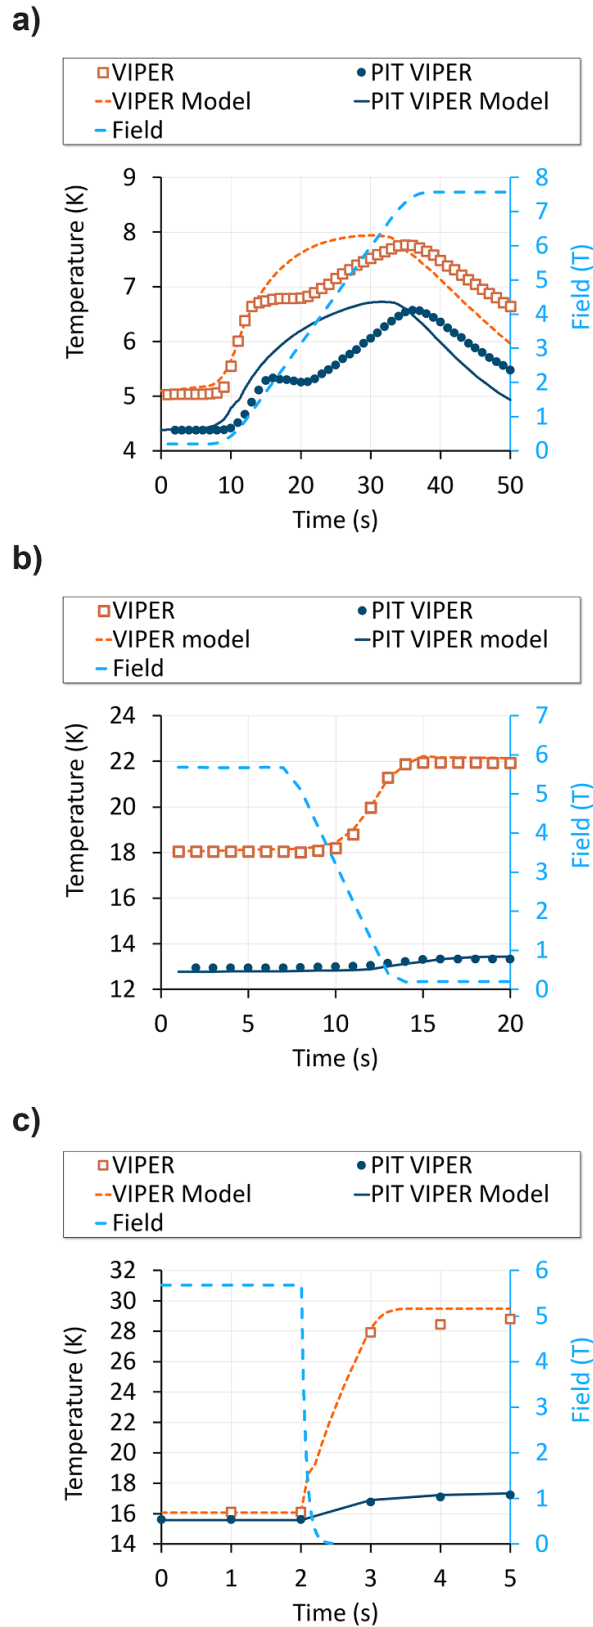 a)
VIPER PIT VIPER
VIPER Model PIT VIPER Model
Field
9 8
8 7
7 6
6 5
5 4
4 3
2
1
0
Temperature (K)
Field (T)
0 10 20 30 40 50
Time (s)
b)
VIPER PIT VIPER
VIPER model PIT VIPER model
Field
24 7
22 6
20 5
18 4
16 3
14 2
12 1
0
Temperature (K)
Field (T)
0 5 10 15 20
Time (s)
c)
VIPER PIT VIPER
VIPER Model PIT VIPER Model
Field
32 6
30 5
28 4
26 3
24 2
22 1
20 0
18
16
14
Temperature (K)
Field (T)
0 1 2 3 4 5
Time (s)